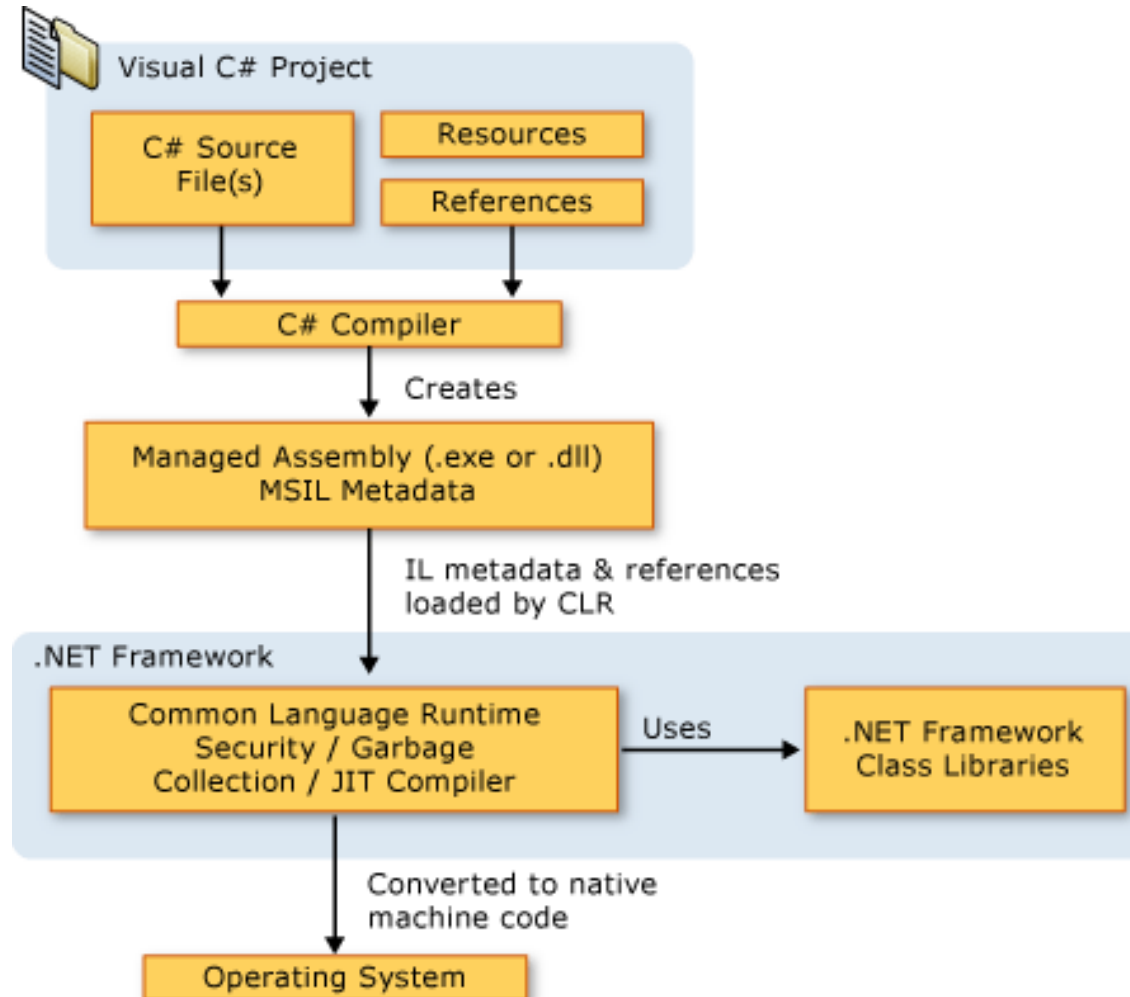 Visual C# Project
C# Source
File(s)
Resources
References
C# Compiler
Creates
Managed Assembly (.exe or .dll)
MSIL Metadata
IL metadata & references
loaded by CLR
.NET Framework
Common Language Runtime
Security / Garbage
Collection / JIT Compiler
Uses
.NET Framework
Class Libraries
Converted to native
machine code
Operating System